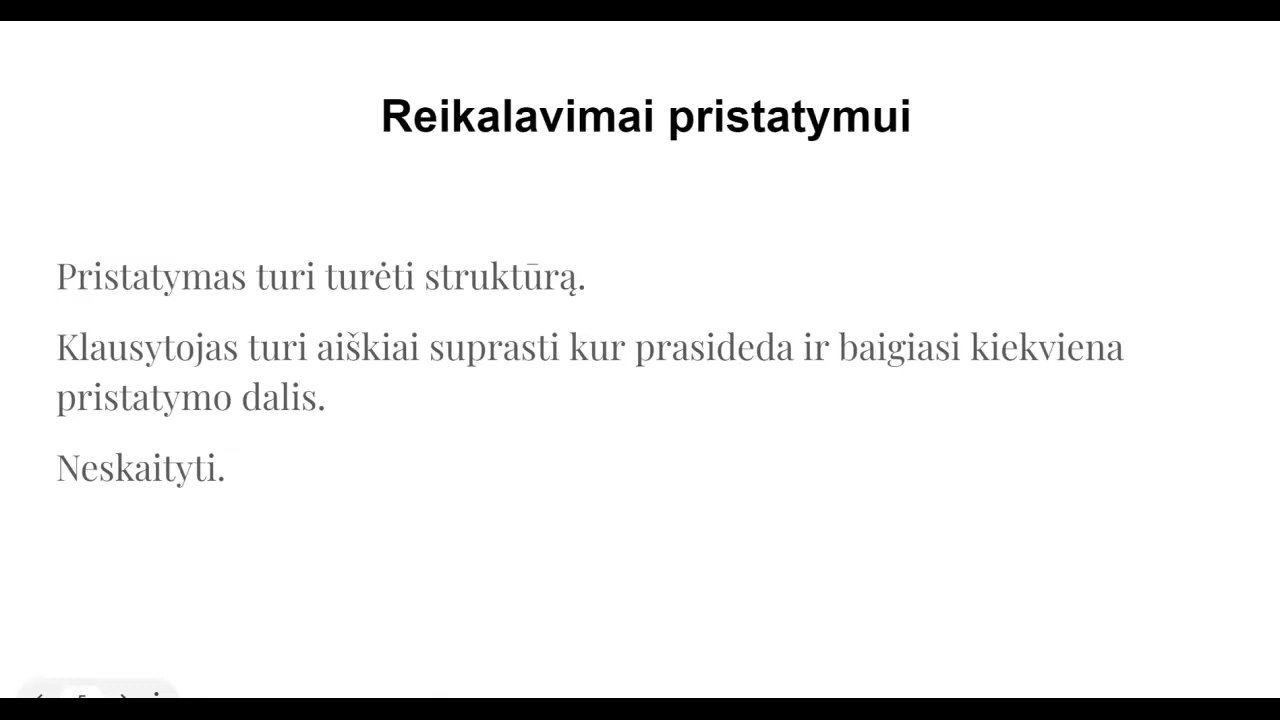 Reikalavimai pristatymui
Pristatymas turi turėti struktūrą.
Klausytojas turi aiškiai suprasti kur prasideda ir baigiasi kiekviena
pristatymo dalis.
Neskaityti.